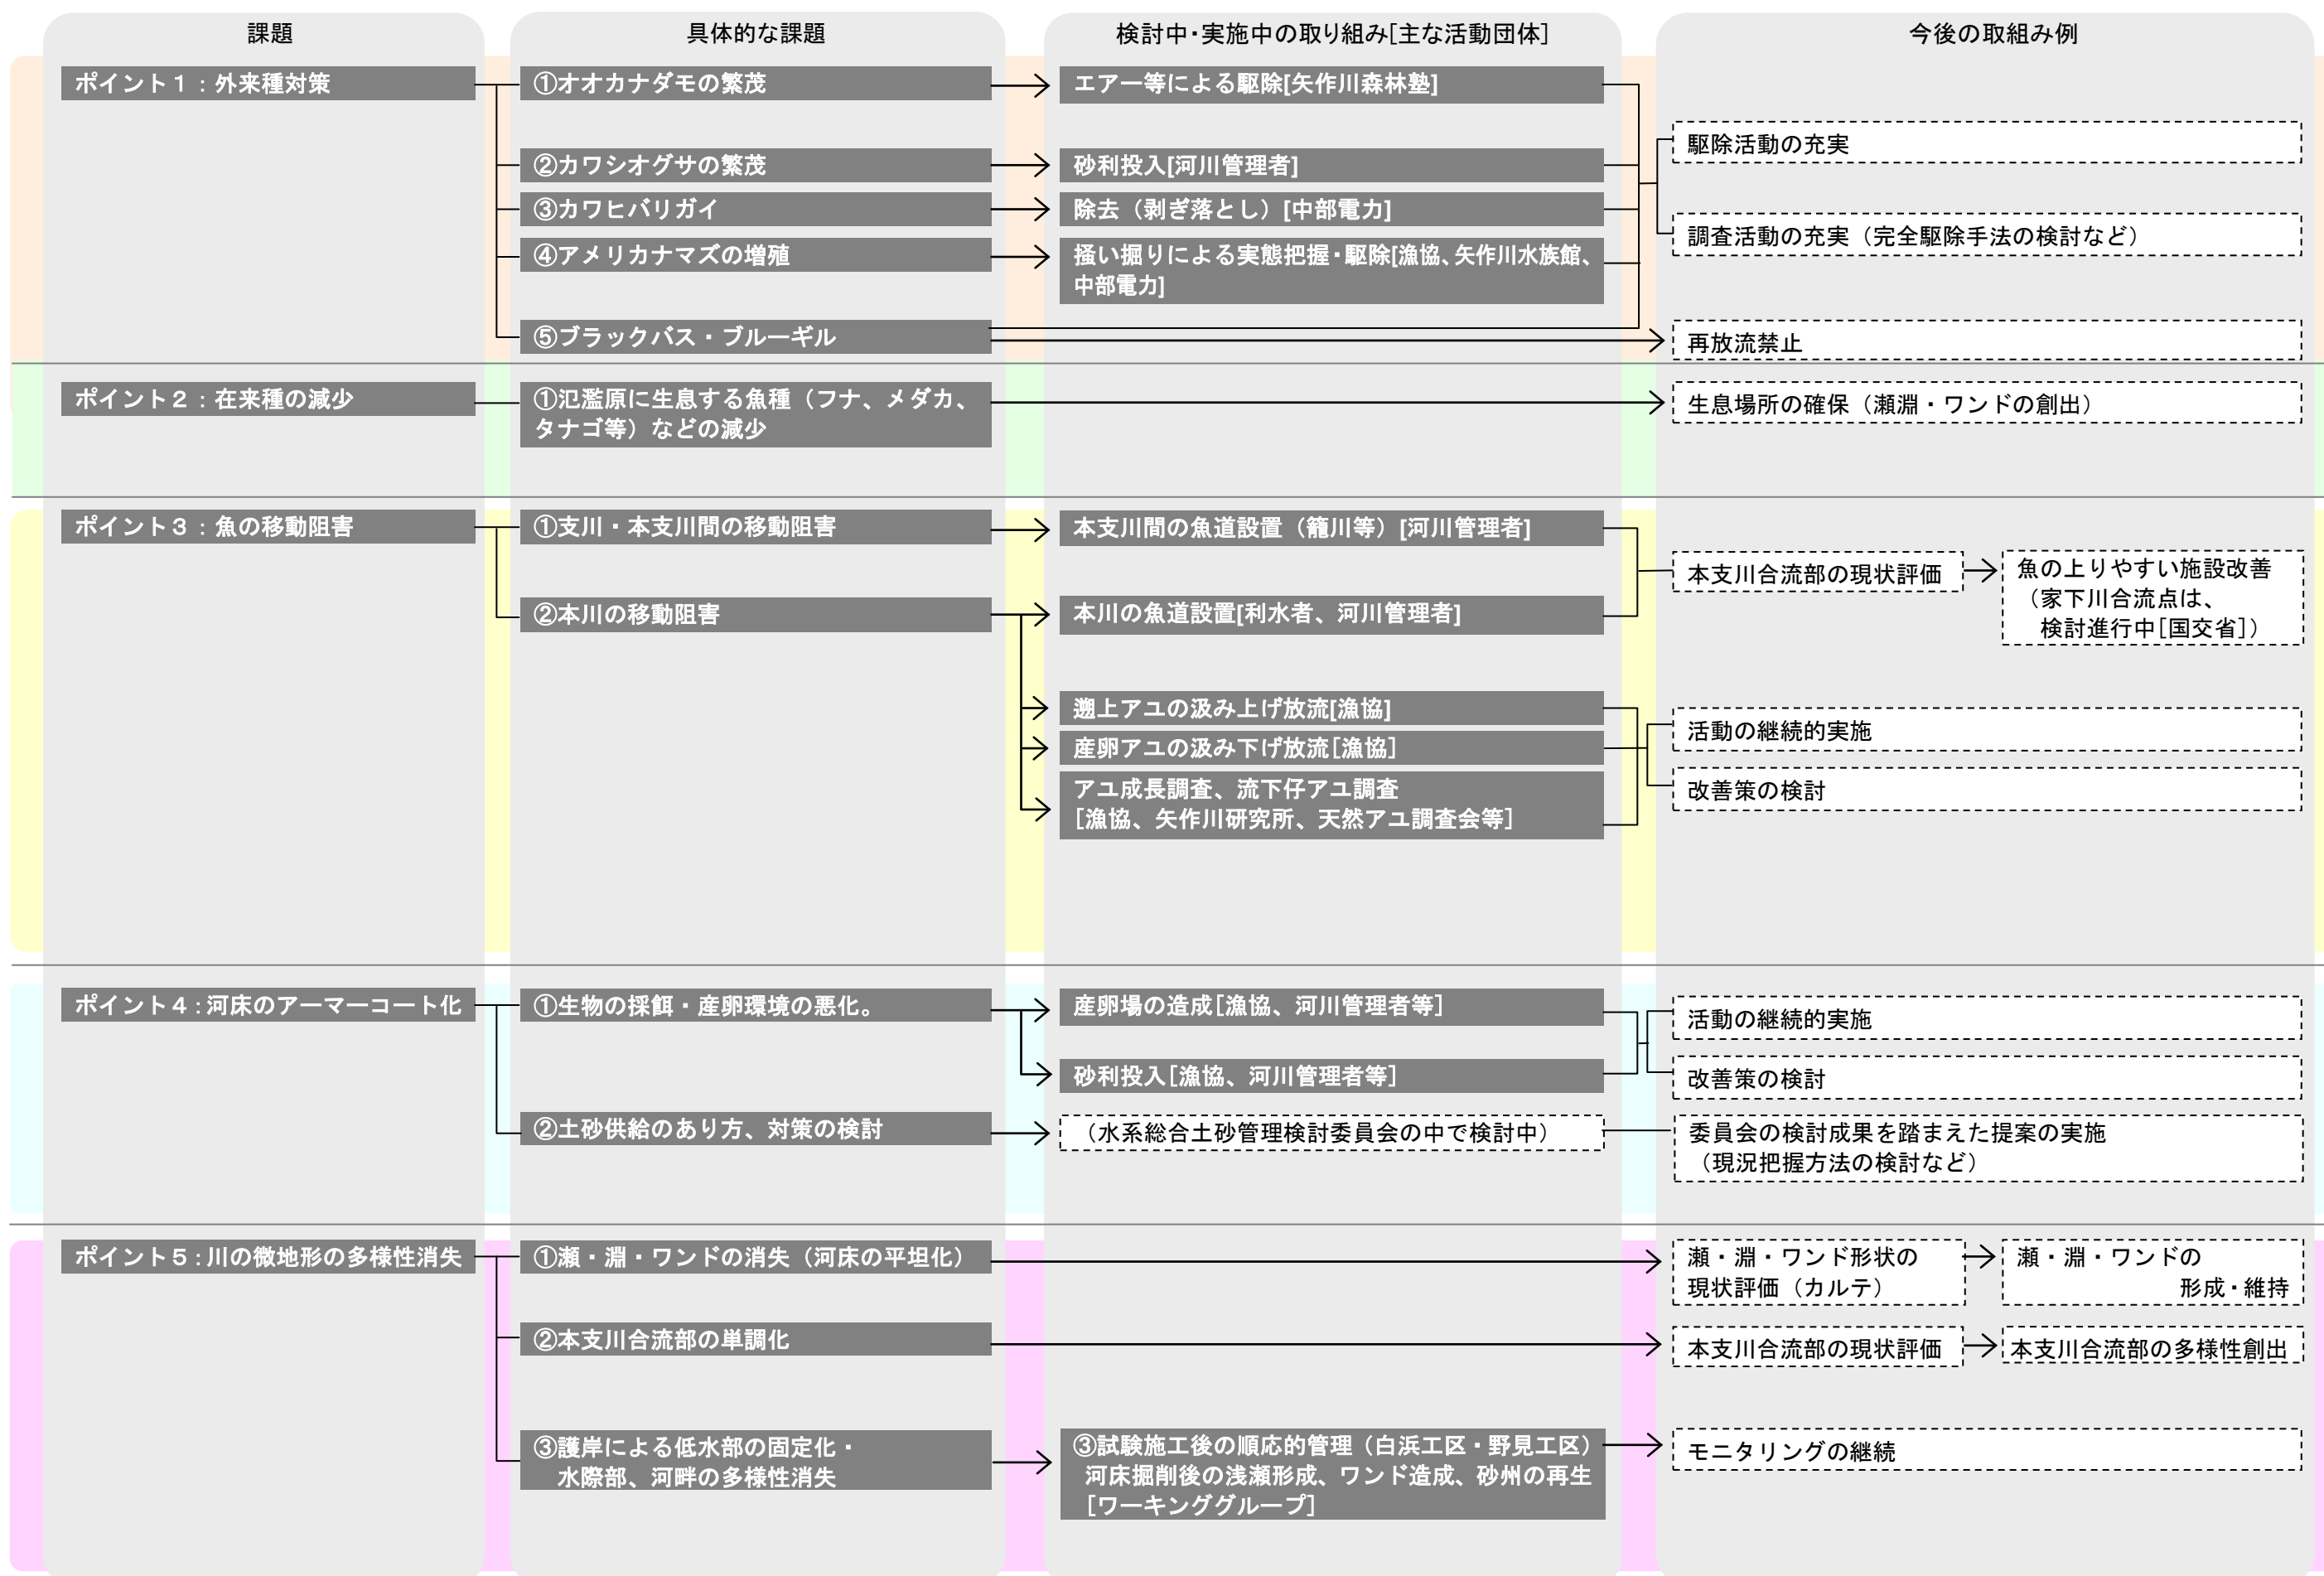 課題
具体的な課題
検討中・実施中の取り組み[主な活動団体]
今後の取組み例
ポイント１：外来種対策
①オオカナダモの繁茂
エアー等による駆除[矢作川森林塾]
駆除活動の充実
②カワシオグサの繁茂
砂利投入[河川管理者]
③カワヒバリガイ
除去（剥ぎ落とし）[中部電力]
調査活動の充実（完全駆除手法の検討など）
④アメリカナマズの増殖
掻い掘りによる実態把握・駆除[漁協、矢作川水族館、
中部電力]
⑤ブラックバス・ブルーギル
再放流禁止
ポイント２：在来種の減少
①氾濫原に生息する魚種（フナ、メダカ、
タナゴ等）などの減少
生息場所の確保（瀬淵・ワンドの創出）
ポイント３：魚の移動阻害
①支川・本支川間の移動阻害
本支川間の魚道設置（籠川等）[河川管理者]
本支川合流部の現状評価
魚の上りやすい施設改善
（家下川合流点は、
検討進行中[国交省]）
②本川の移動阻害
本川の魚道設置[利水者、河川管理者]
遡上アユの汲み上げ放流[漁協]
活動の継続的実施
産卵アユの汲み下げ放流[漁協]
アユ成長調査、流下仔アユ調査
[漁協、矢作川研究所、天然アユ調査会等]
改善策の検討
ポイント４：河床のアーマーコート化
①生物の採餌・産卵環境の悪化。
産卵場の造成[漁協、河川管理者等]
活動の継続的実施
砂利投入[漁協、河川管理者等]
改善策の検討
②土砂供給のあり方、対策の検討
（水系総合土砂管理検討委員会の中で検討中）
委員会の検討成果を踏まえた提案の実施
（現況把握方法の検討など）
ポイント５：川の微地形の多様性消失
①瀬・淵・ワンドの消失（河床の平坦化）
瀬・淵・ワンド形状の
現状評価（カルテ）
瀬・淵・ワンドの
形成・維持
②本支川合流部の単調化
本支川合流部の現状評価
本支川合流部の多様性創出
③護岸による低水部の固定化・
水際部、河畔の多様性消失
③試験施工後の順応的管理（白浜工区・野見工区）
河床掘削後の浅瀬形成、ワンド造成、砂州の再生
[ワーキンググループ]
モニタリングの継続